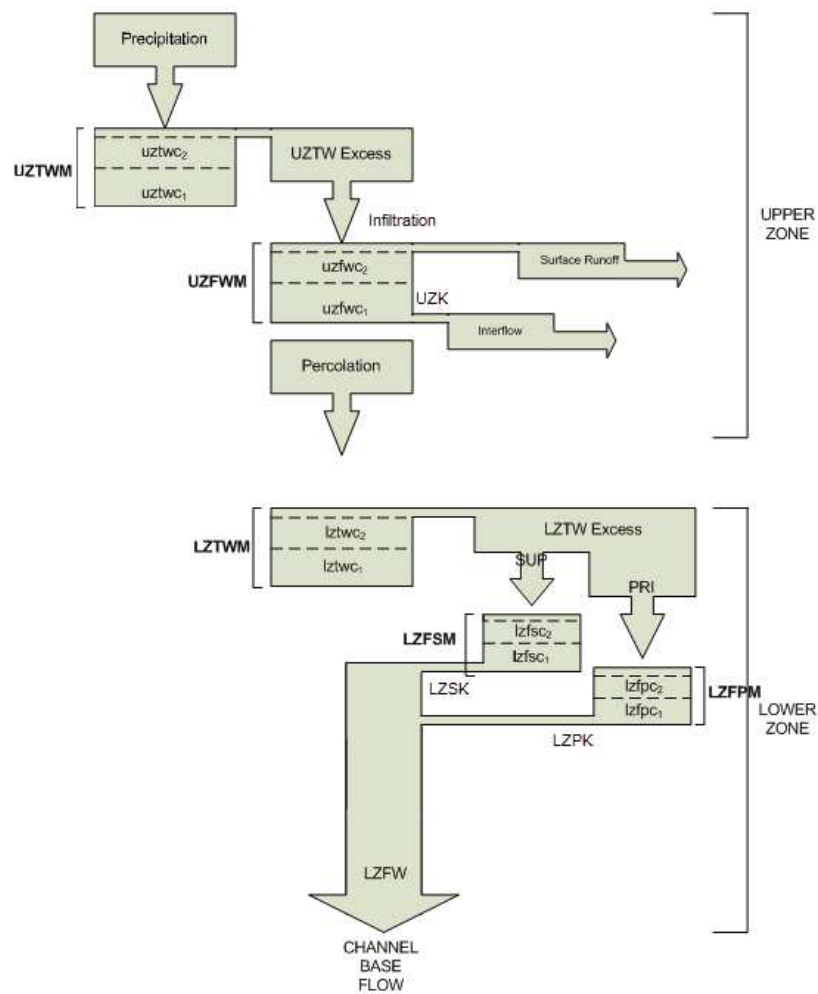 Precipitation
UZTWM
uztwc₂
uztwc₁
UZTW Excess
Infiltration
UPPER
ZONE
UZFWM
uzfwc₂
uzfwc₁
Surface Runoff
UZK
Interflow
Percolation
LZTWM
lztwc₂
lztwc₁
LZTW Excess
SUP
PRI
LZFSM
lzfsc₂
lzfsc₁
LZSK
lzfpc₂
lzfpc₁
LZFPM
LOWER
ZONE
LZPK
LZFW
CHANNEL
BASE
FLOW